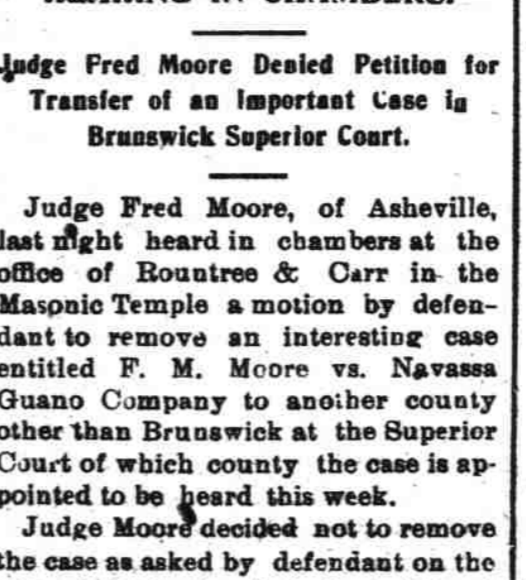 HEARING IN CHAMBERS.
Judge Fred Moore Denied Petition for
Transfer of an Important Case in
Brunswick Superior Court.
Judge Fred Moore, of Asheville,
last night heard in chambers at the
office of Rountree & Carr in the
Masonic Temple a motion by defen-
dant to remove an interesting case
entitled F. M. Moore vs. Navassa
Guano Company to another county
other than Brunswick at the Superior
Court of which county the case is ap-
pointed to be heard this week.
Judge Moore decided not to remove
the case as asked by defendant on the